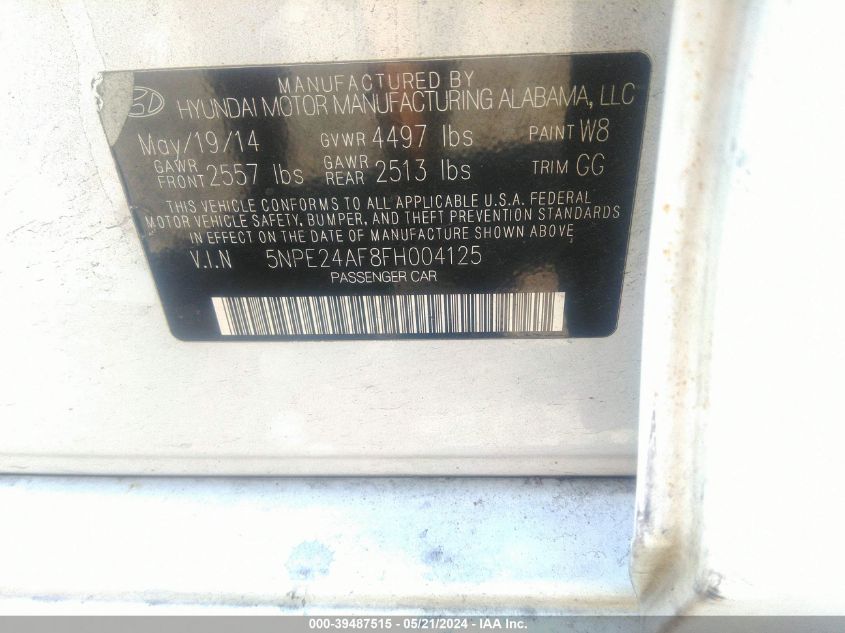 MANUFACTURED BY
HYUNDAI MOTOR MANUFACTURING ALABAMA, LLC
May/19/14 GVWR 4497 lbs PAINT W8
GAWR FRONT 2557 lbs GAWR REAR 2513 lbs TRIM GG
THIS VEHICLE CONFORMS TO ALL APPLICABLE U.S.A. FEDERAL
MOTOR VEHICLE SAFETY, BUMPER, AND THEFT PREVENTION STANDARDS
IN EFFECT ON THE DATE OF MANUFACTURE SHOWN ABOVE
V.I.N 5NPE24AF8FH004125
PASSENGER CAR
000-39487515 - 05/21/2024 - IAA Inc.